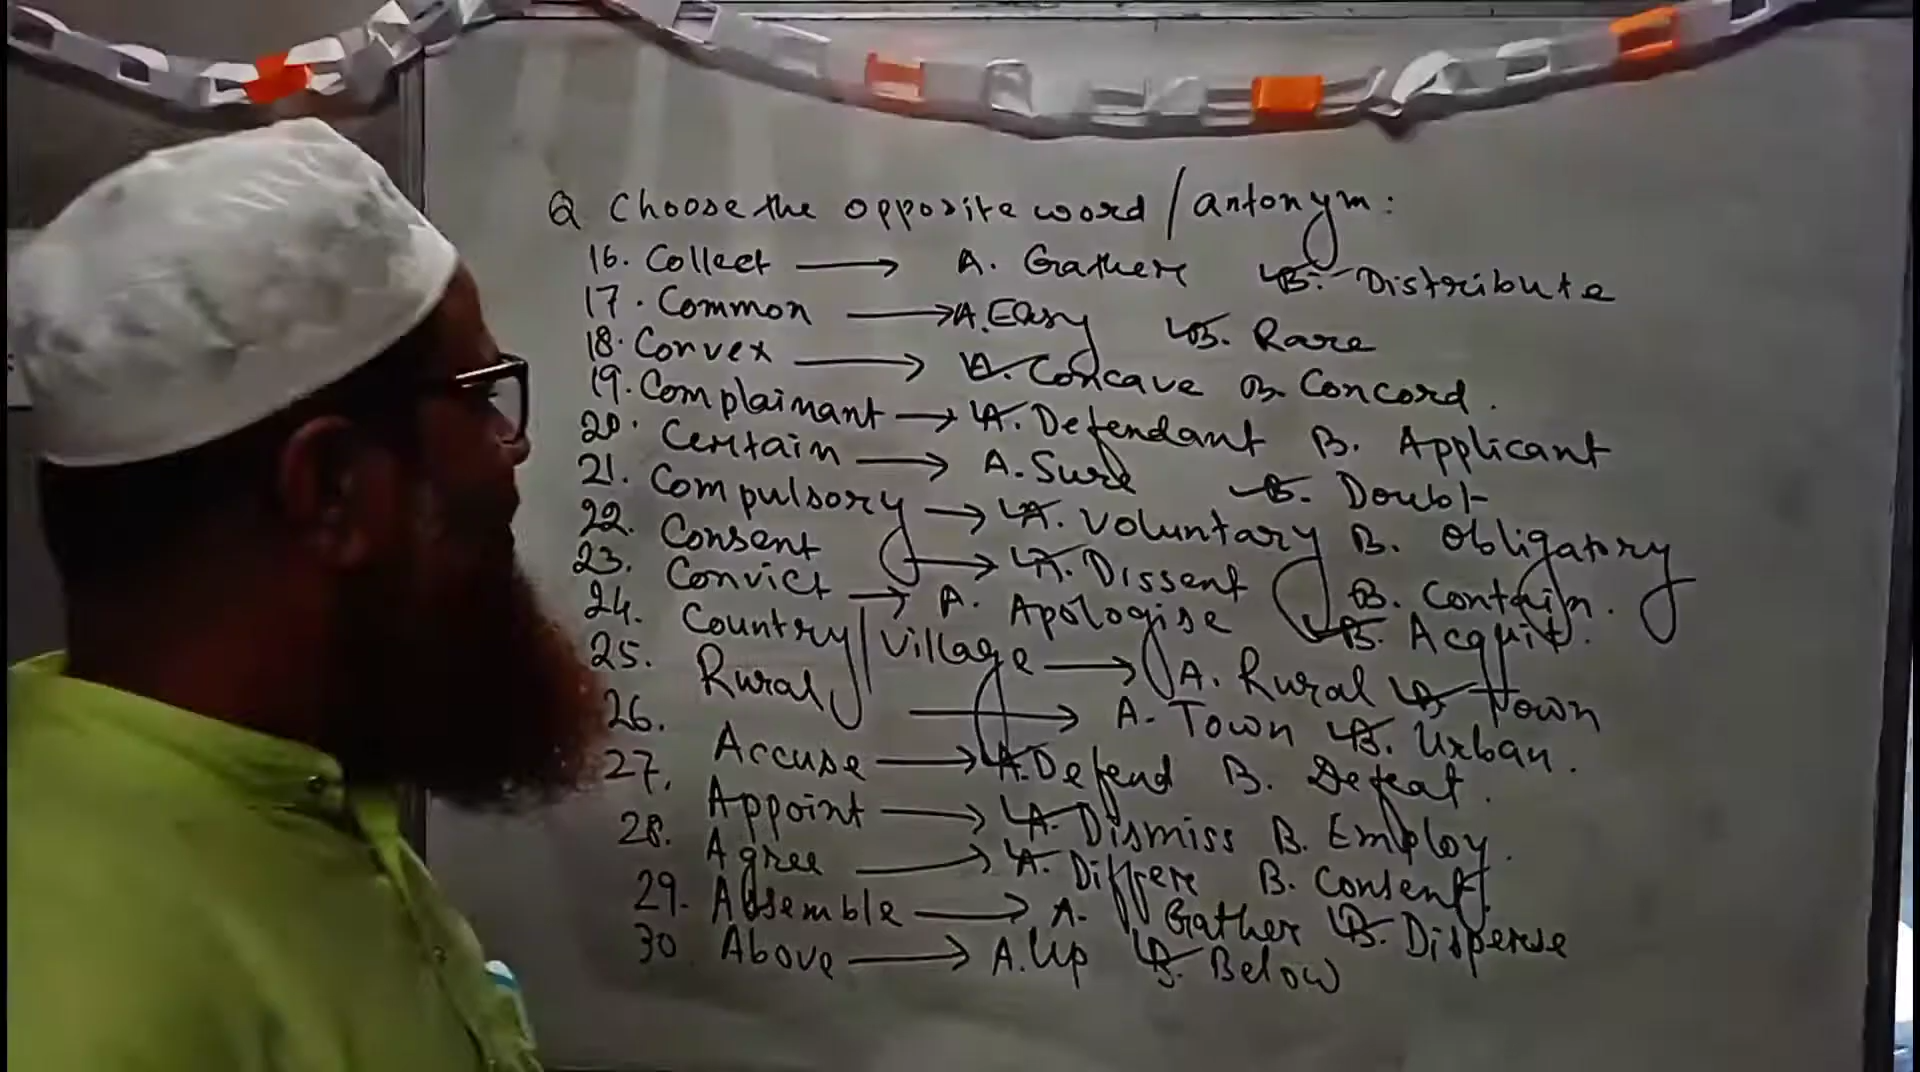 Q Choose the opposite word / antonym:
16. Collect → A. Gather B. Distribute
17. Common → A. Easy B. Rare
18. Convex → A. Concave B. Concord.
19. Complainant → A. Defendant B. Applicant
20. Certain → A. Sure B. Doubt
21. Compulsory → A. Voluntary B. Obligatory
22. Consent → A. Dissent B. Contain.
23. Convict → A. Apologise B. Acquit.
24. Country / Village → A. Rural B. Town
25. Rural → A. Town B. Urban.
26. Accuse → A. Defend B. Defeat.
27. Appoint → A. Dismiss B. Employ.
28. Agree → A. Differe B. Consent.
29. Assemble → A. Gather B. Disperse
30 Above → A. Up B. Below